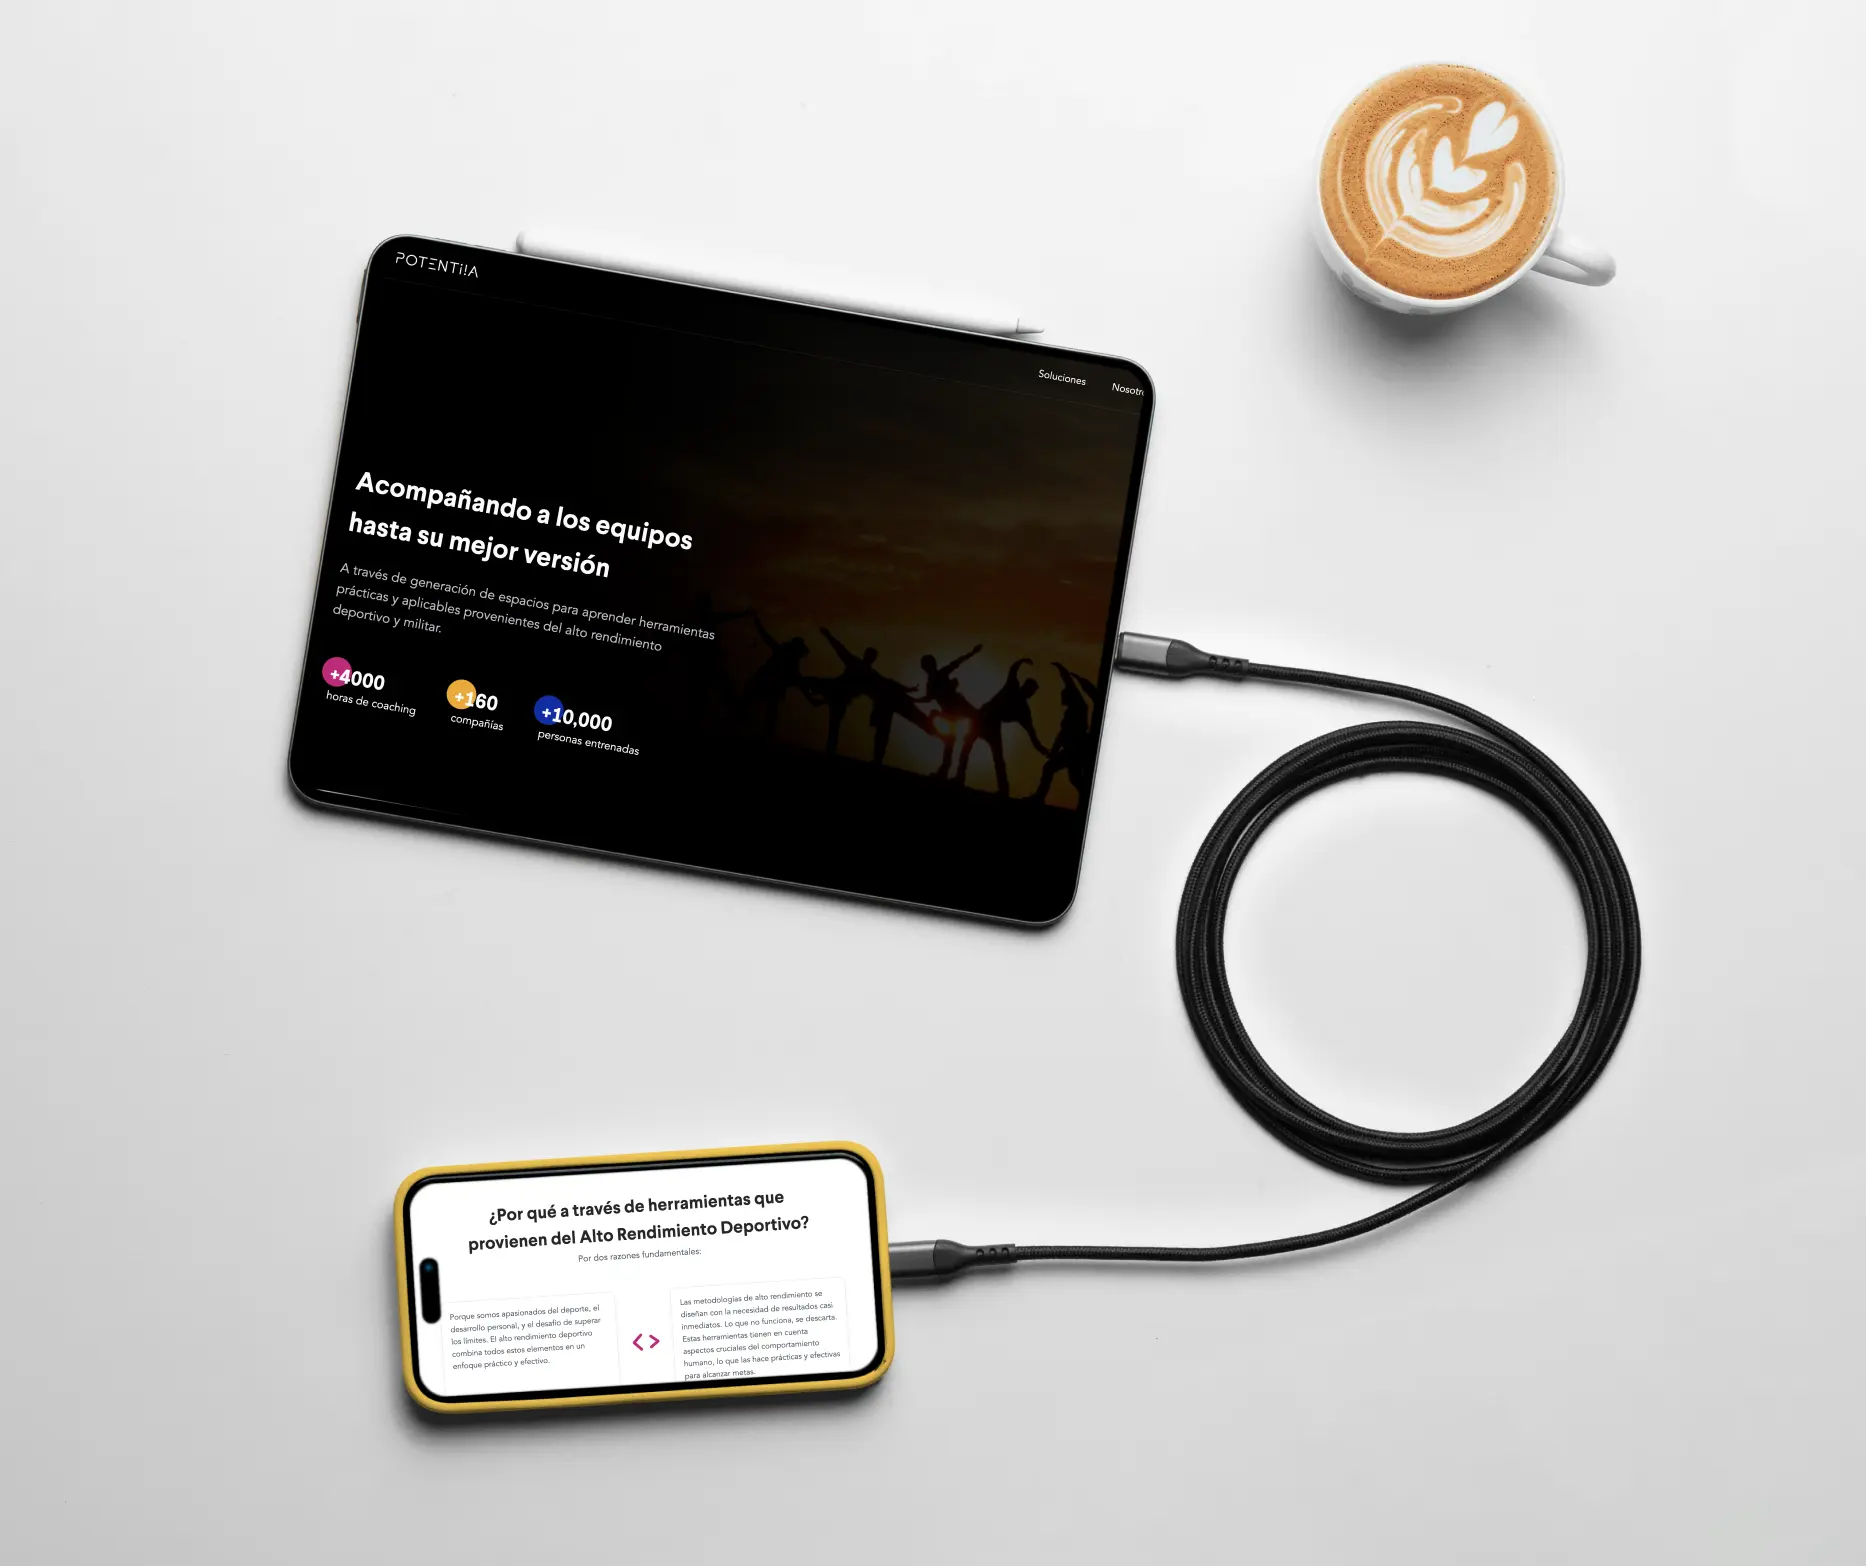 POTENTi!A
Soluciones
Nosotr
Acompañando a los equipos
hasta su mejor versión
A través de generación de espacios para aprender herramientas
prácticas y aplicables provenientes del alto rendimiento
deportivo y militar.
+4000
horas de coaching
+160
compañías
+10,000
personas entrenadas
¿Por qué a través de herramientas que
provienen del Alto Rendimiento Deportivo?
Por dos razones fundamentales:
Porque somos apasionados del deporte, el
desarrollo personal, y el desafío de superar
los límites. El alto rendimiento deportivo
combina todos estos elementos en un
enfoque práctico y efectivo.
< >
Las metodologías de alto rendimiento se
diseñan con la necesidad de resultados casi
inmediatos. Lo que no funciona, se descarta.
Estas herramientas tienen en cuenta
aspectos cruciales del comportamiento
humano, lo que las hace prácticas y efectivas
para alcanzar metas.